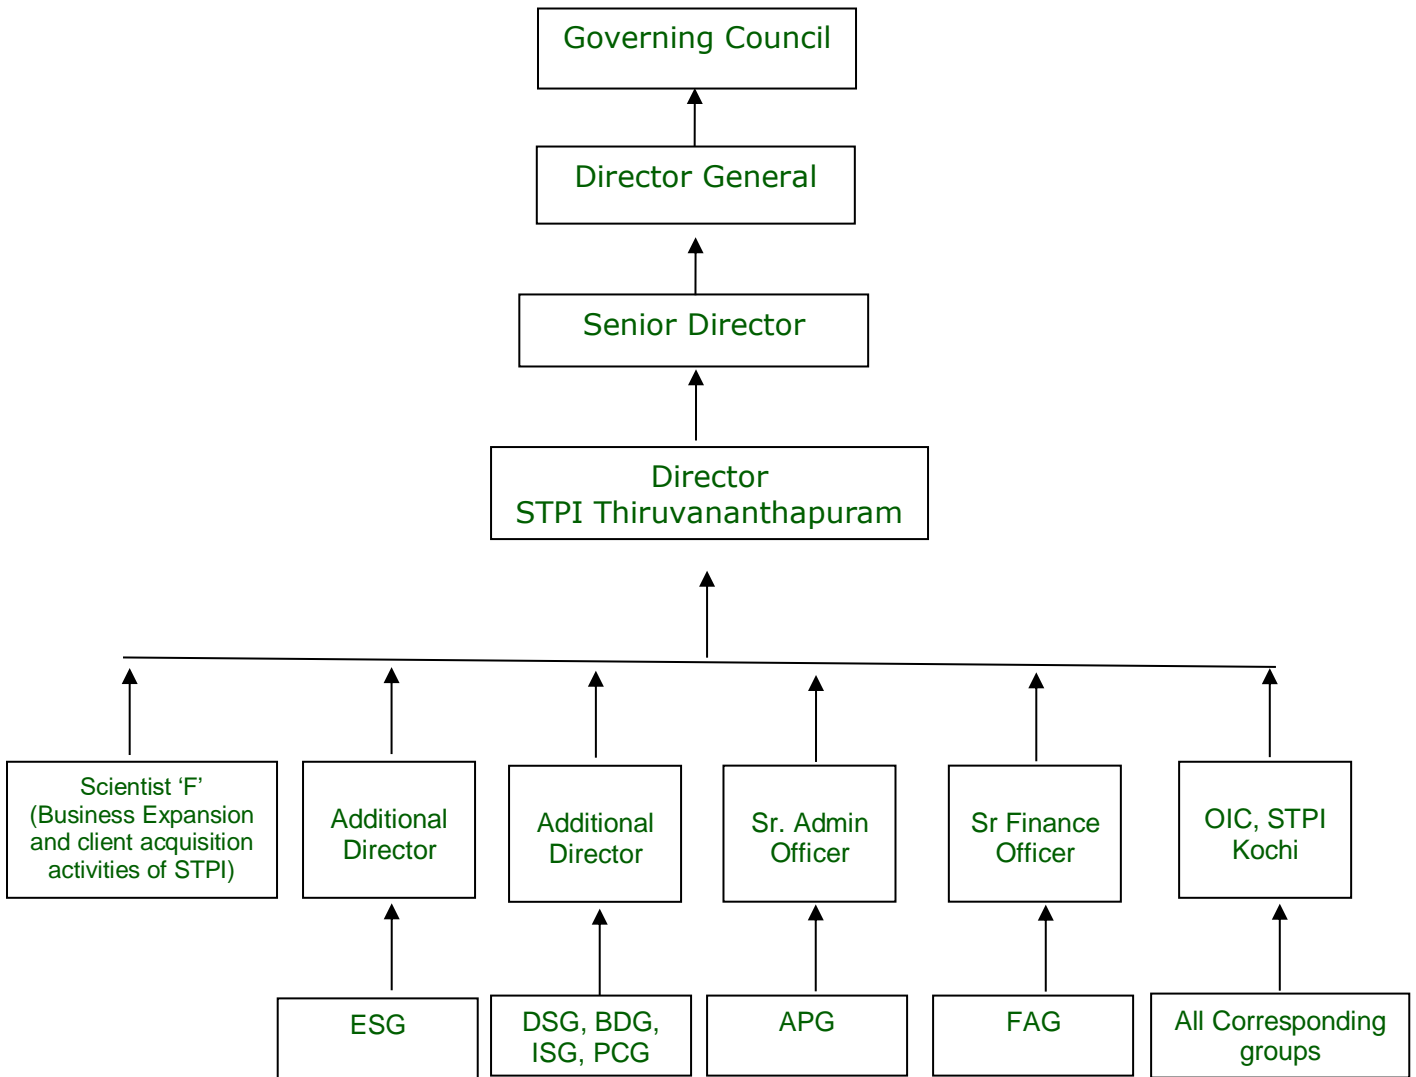 Governing Council
Director General
Senior Director
Director
STPI Thiruvananthapuram
Scientist ‘F’
(Business Expansion
and client acquisition
activities of STPI)
Additional
Director
Additional
Director
Sr. Admin
Officer
Sr Finance
Officer
OIC, STPI
Kochi
ESG
DSG, BDG,
ISG, PCG
APG
FAG
All Corresponding
groups